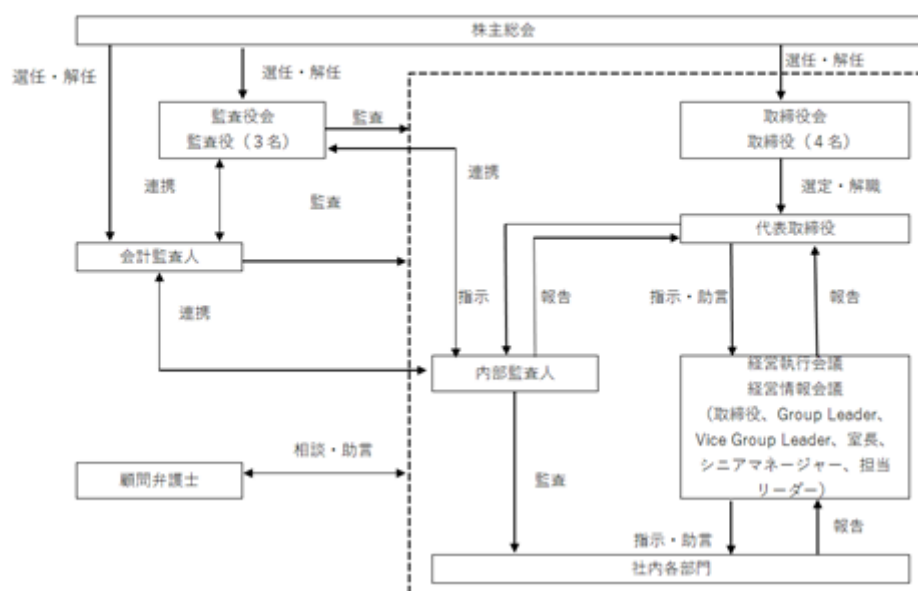 株主総会
選任・解任
選任・解任
選任・解任
監査役会
監査役（３名）
監査
取締役会
取締役（４名）
連携
連携
監査
選定・解職
代表取締役
会計監査人
連携
指示
報告
指示・助言
報告
内部監査人
経営執行会議
経営情報会議
（取締役、Group Leader、
Vice Group Leader、室長、
シニアマネージャー、担当
リーダー）
相談・助言
顧問弁護士
監査
指示・助言
報告
社内各部門